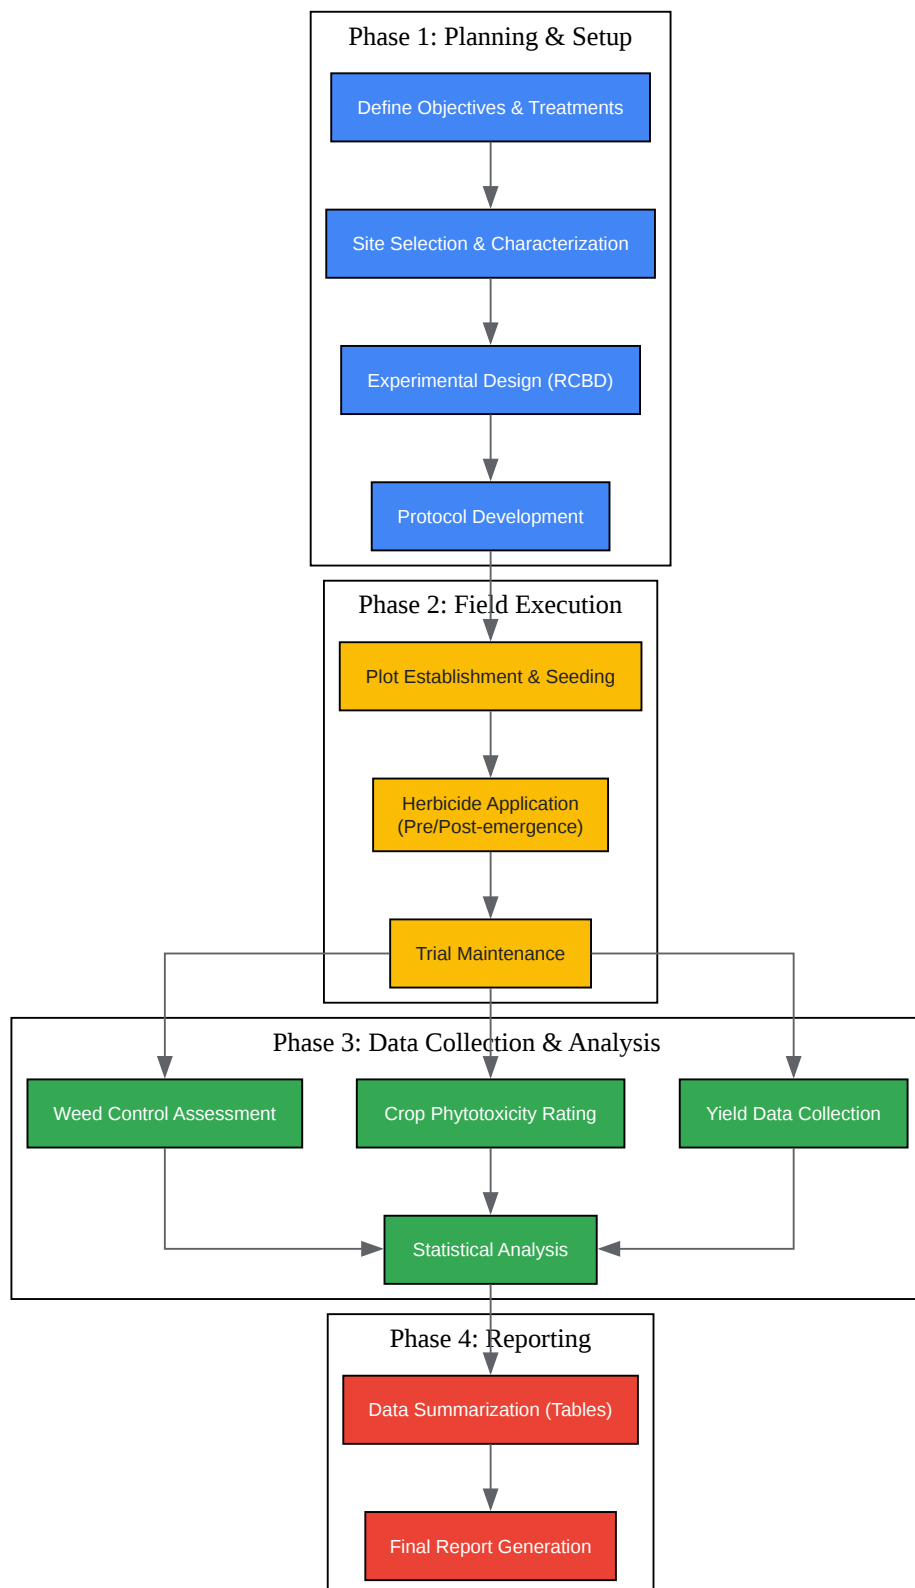 Phase 1: Planning & Setup
Define Objectives & Treatments
Site Selection & Characterization
Experimental Design (RCBD)
Protocol Development
Phase 2: Field Execution
Plot Establishment & Seeding
Herbicide Application
(Pre/Post-emergence)
Trial Maintenance
Phase 3: Data Collection & Analysis
Weed Control Assessment
Crop Phytotoxicity Rating
Yield Data Collection
Statistical Analysis
Phase 4: Reporting
Data Summarization (Tables)
Final Report Generation